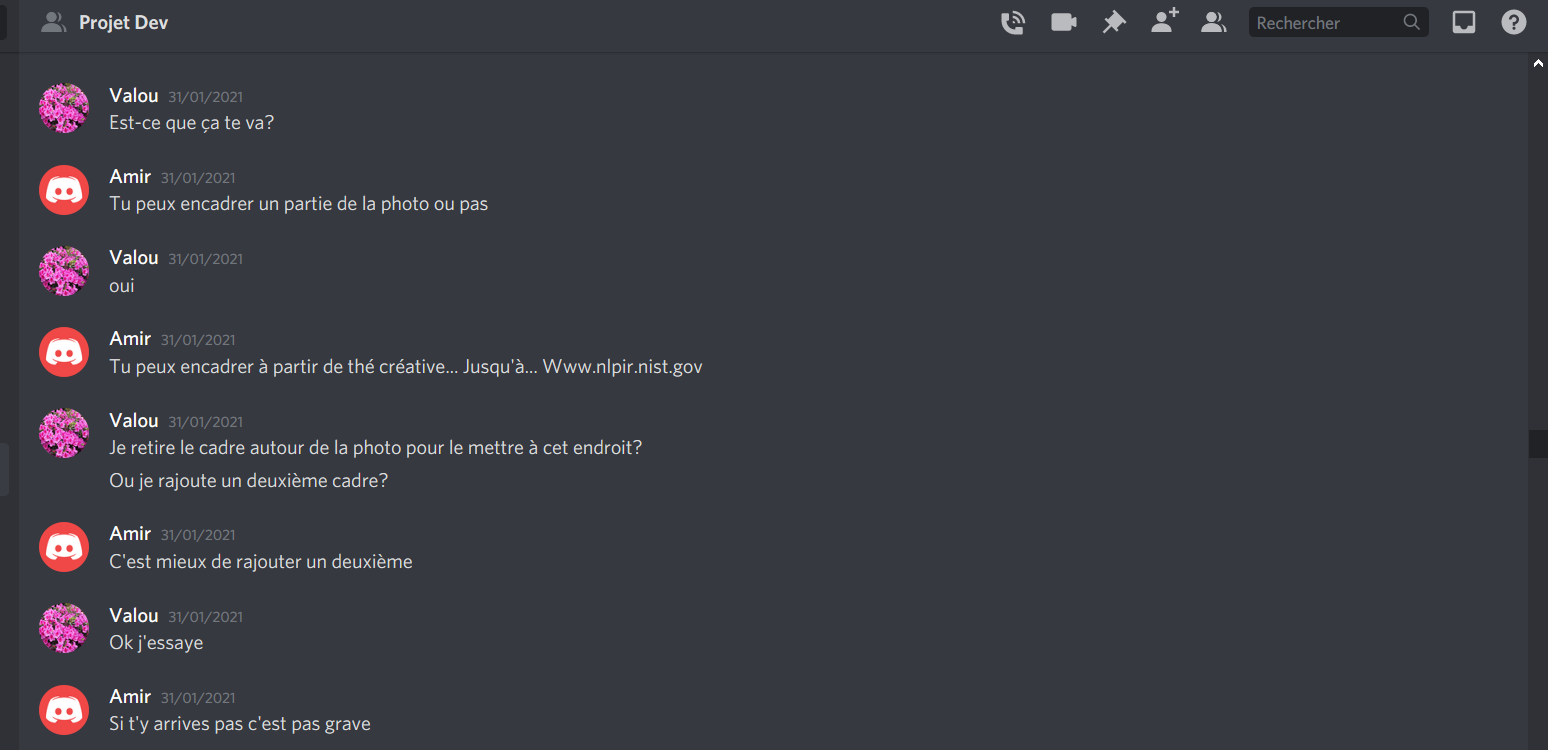 Projet Dev
Rechercher
Valou 31/01/2021
Est-ce que ça te va?
Amir 31/01/2021
Tu peux encadrer un partie de la photo ou pas
Valou 31/01/2021
oui
Amir 31/01/2021
Tu peux encadrer à partir de thé créative... Jusqu'à... Www.nlpir.nist.gov
Valou 31/01/2021
Je retire le cadre autour de la photo pour le mettre à cet endroit?
Ou je rajoute un deuxième cadre?
Amir 31/01/2021
C'est mieux de rajouter un deuxième
Valou 31/01/2021
Ok j'essaye
Amir 31/01/2021
Si t'y arrives pas c'est pas grave